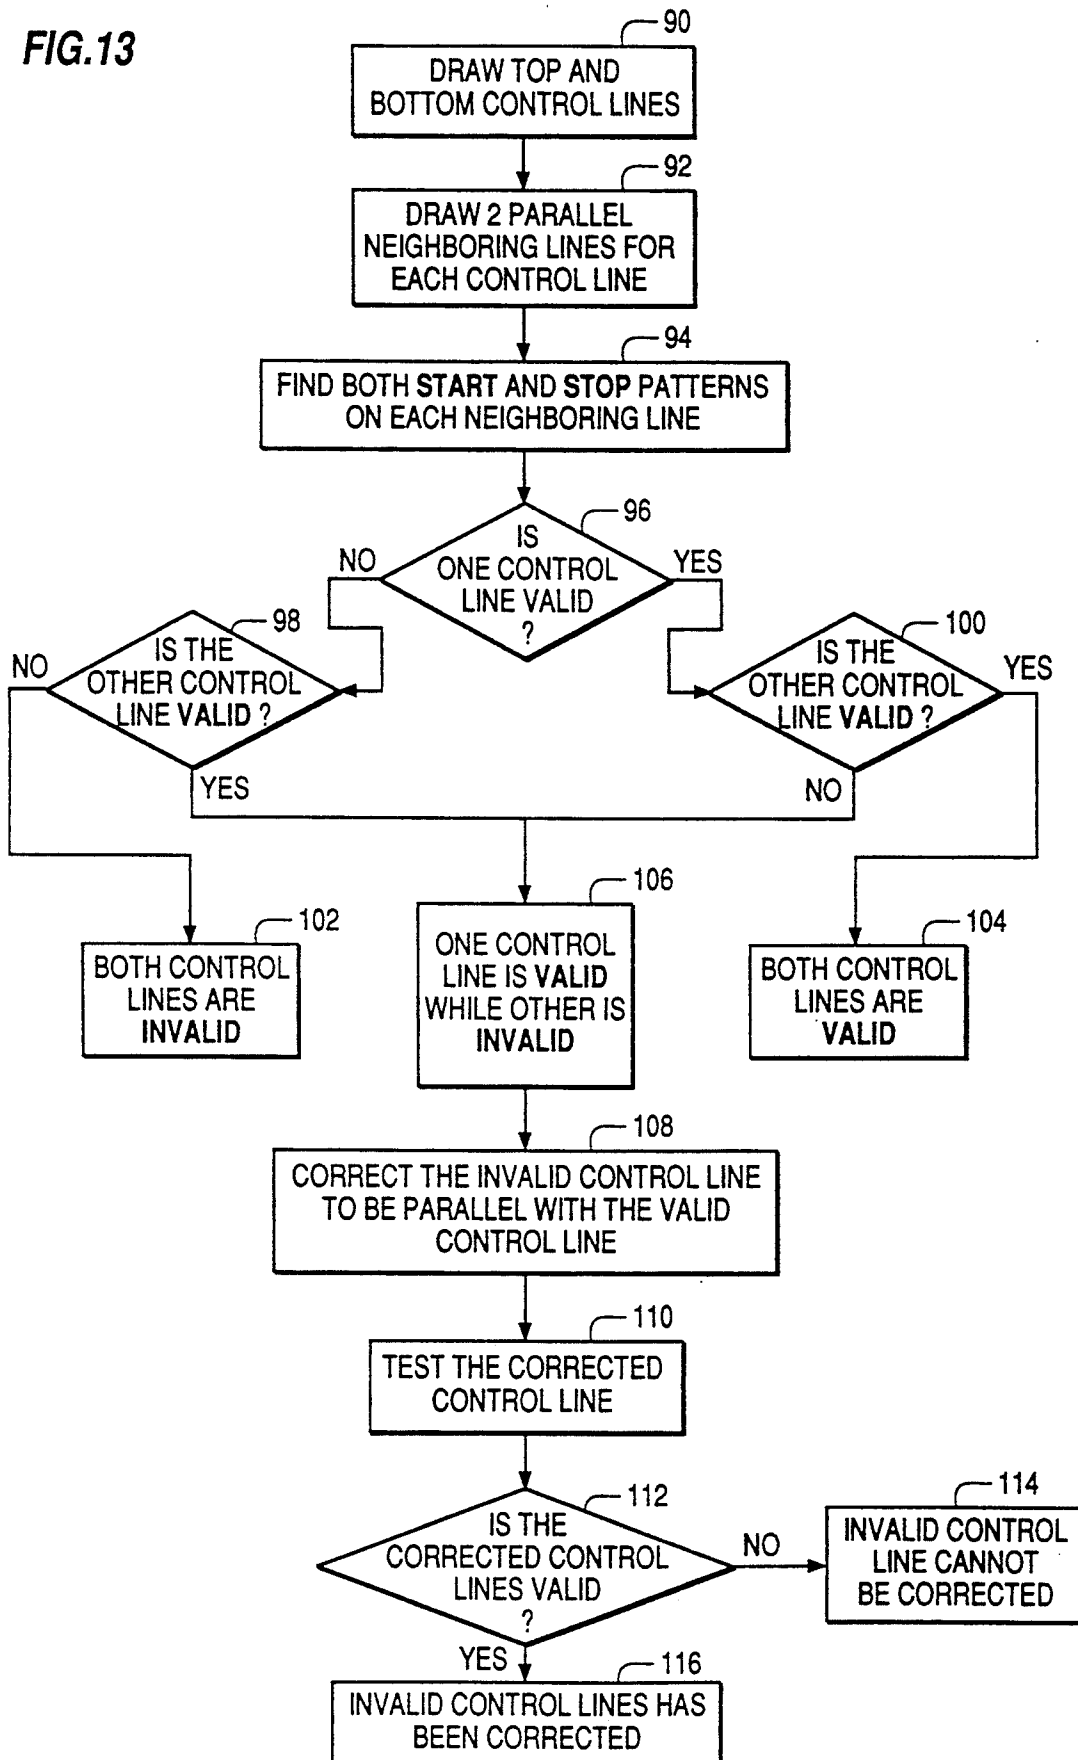 FIG.13
90
DRAW TOP AND
BOTTOM CONTROL LINES
92
DRAW 2 PARALLEL
NEIGHBORING LINES FOR
EACH CONTROL LINE
94
FIND BOTH START AND STOP PATTERNS
ON EACH NEIGHBORING LINE
96
IS
ONE CONTROL
LINE VALID
?
NO
YES
98
IS THE
OTHER CONTROL
LINE VALID ?
NO
YES
100
IS THE
OTHER CONTROL
LINE VALID ?
YES
NO
102
BOTH CONTROL
LINES ARE
INVALID
106
ONE CONTROL
LINE IS VALID
WHILE OTHER IS
INVALID
104
BOTH CONTROL
LINES ARE
VALID
108
CORRECT THE INVALID CONTROL LINE
TO BE PARALLEL WITH THE VALID
CONTROL LINE
110
TEST THE CORRECTED
CONTROL LINE
112
IS THE
CORRECTED CONTROL
LINES VALID
?
NO
114
INVALID CONTROL
LINE CANNOT
BE CORRECTED
YES
116
INVALID CONTROL LINES HAS
BEEN CORRECTED